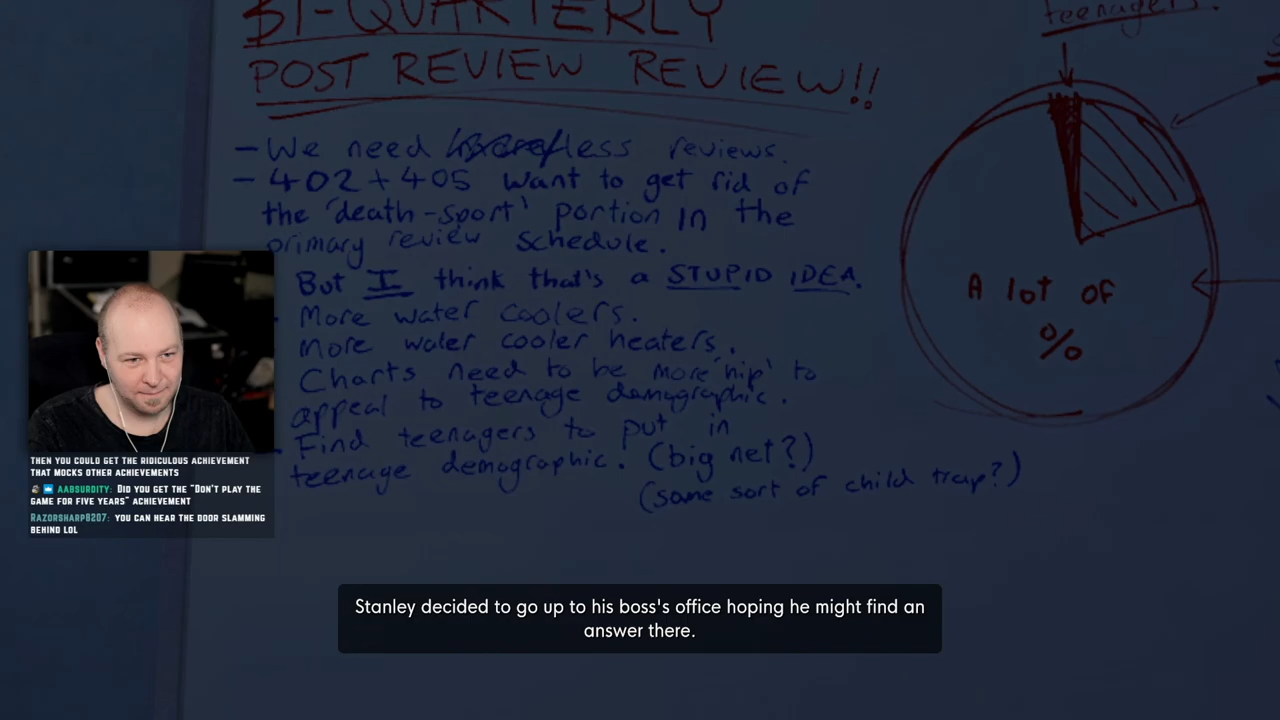 BI-QUARTERLY
POST REVIEW REVIEW!!
- We need less reviews.
- 402 + 405 want to get rid of
the 'death-sport' portion in the
primary review schedule.
But I think that's a STUPID IDEA.
More water coolers.
More water cooler heaters.
Charts need to be more 'hip' to
appeal to teenage demographic.
- Find teenagers to put in
teenage demographic. (big net?)
(some sort of child trap?)
teenagers.
A lot of
%
THEN YOU COULD GET THE RIDICULOUS ACHIEVEMENT
THAT MOCKS OTHER ACHIEVEMENTS
AABSURDITY: DID YOU GET THE "DON'T PLAY THE
GAME FOR FIVE YEARS" ACHIEVEMENT
RAZORSHARP8207: YOU CAN HEAR THE DOOR SLAMMING
BEHIND LOL
Stanley decided to go up to his boss's office hoping he might find an
answer there.